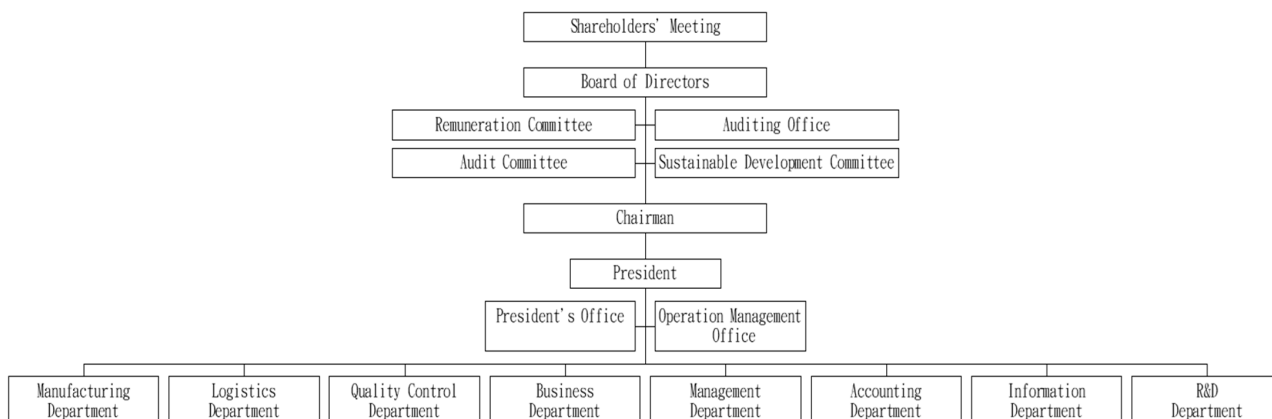 Shareholders' Meeting
Board of Directors
Remuneration Committee
Auditing Office
Audit Committee
Sustainable Development Committee
Chairman
President
President's Office
Operation Management
Office
Manufacturing
Department
Logistics
Department
Quality Control
Department
Business
Department
Management
Department
Accounting
Department
Information
Department
R&D
Department